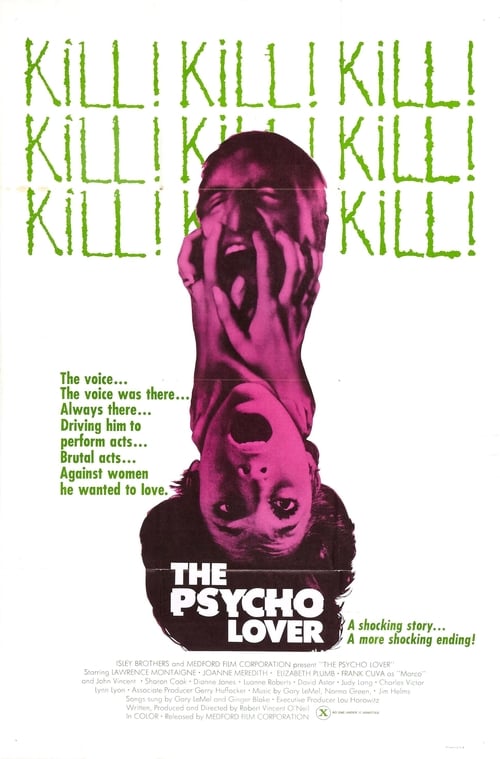 KiLL! KiLL! KiLL!
KiLL! KiLL! KiLL!
KiLL! KiLL!
The voice...
The voice was there...
Always there...
Driving him to
perform acts...
Brutal acts...
Against women
he wanted to love.
THE
PSYCHO
LOVER
A shocking story...
A more shocking ending!
ISLEY BROTHERS and MEDFORD FILM CORPORATION present "THE PSYCHO LOVER"
Starring LAWRENCE MONTAIGNE • JOANNE MEREDITH • ELIZABETH PLUMB • FRANK CUVA as "Marco"
and John Vincent • Sharon Cook • Dianne Jones • Luanne Roberts • David Astor • Judy Lang • Charles Victor
Lynn Lyon • Associate Producer Gerry Huflocker • Music by Gary LeMel, Norma Green, • Jim Helms
Songs sung by Gary LeMel and Ginger Blake • Executive Producer Lou Horowitz
Written, Produced and Directed by Robert Vincent O'Neil
In COLOR • Released by MEDFORD FILM CORPORATION
X